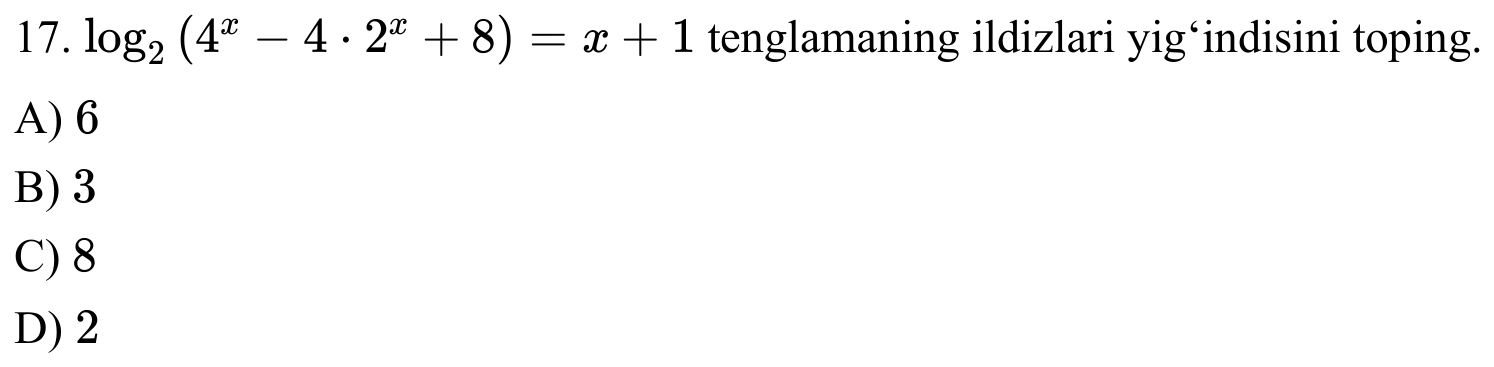 17. log₂ (4ˣ − 4 · 2ˣ + 8) = x + 1 tenglamaning ildizlari yig‘indisini toping.
A) 6
B) 3
C) 8
D) 2